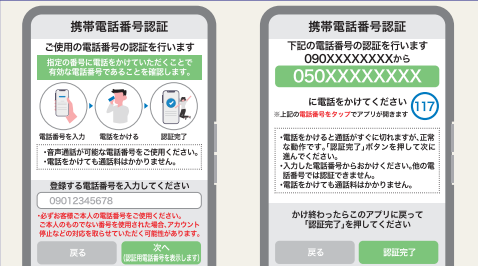 携帯電話番号認証
ご使用の電話番号の認証を行います
指定の番号に電話をかけていただくことで
有効な電話番号であることを確認します。
電話番号を入力
電話をかける
認証完了
・音声通話が可能な電話番号をご使用ください。
・電話をかけても通話料はかかりません。
登録する電話番号を入力してください
09012345678
・必ずお客様ご本人の電話番号をご使用ください。
ご本人のものでない番号を使用された場合、アカウント
停止などの対応を取らせていただく可能性があります。
戻る
次へ
(認証用電話番号を表示します)
携帯電話番号認証
下記の電話番号の認証を行います
090XXXXXXXXから
050XXXXXXXX
に電話をかけてください
117
※上記の電話番号をタップでアプリが開きます
・電話をかけると通話がすぐに切れますが、正常
な動作です。「認証完了」ボタンを押して次に
進んでください。
・入力した電話番号からおかけください。他の電
話番号では認証できません。
・電話をかけても通話料はかかりません。
かけ終わったらこのアプリに戻って
「認証完了」を押してください
戻る
認証完了